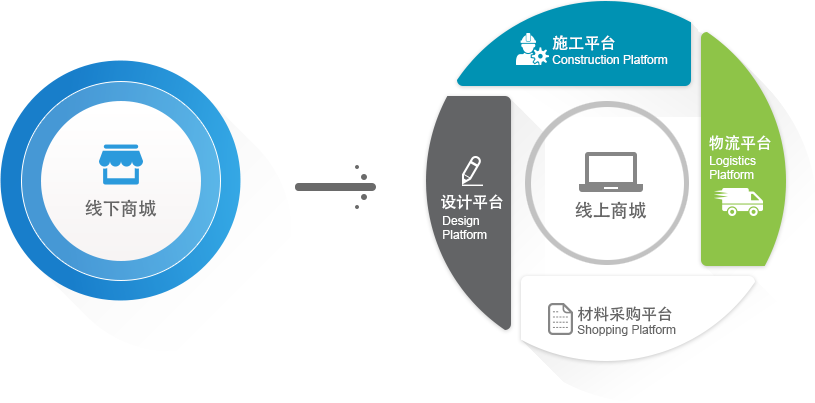 线下商城
施工平台
Construction Platform
物流平台
Logistics
Platform
设计平台
Design
Platform
线上商城
材料采购平台
Shopping Platform